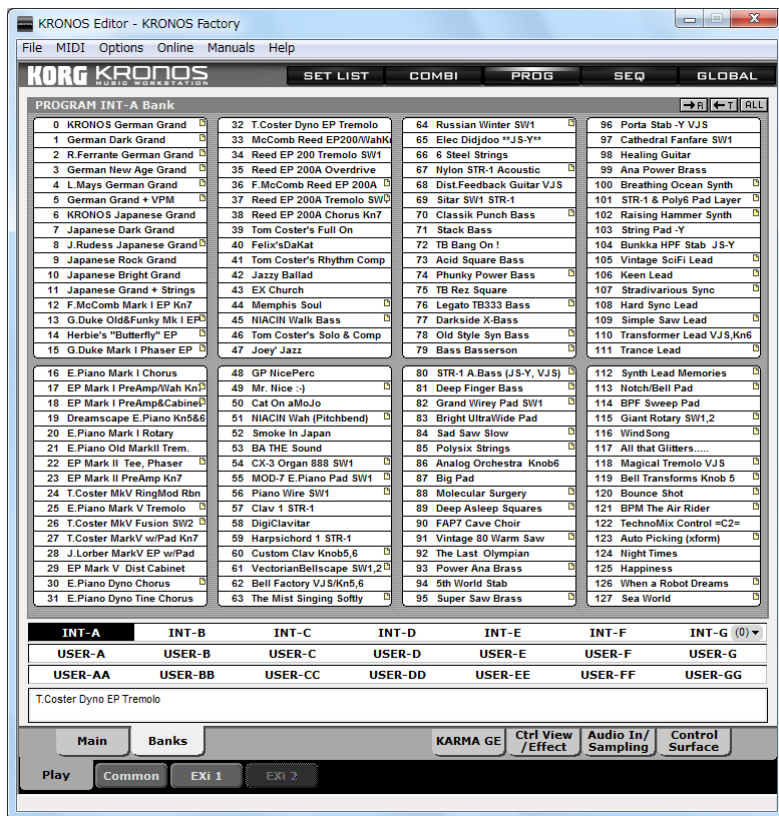 KRONOS Editor - KRONOS Factory
File MIDI Options Online Manuals Help
KORG KRONOS SET LIST COMBI PROG SEQ GLOBAL
MUSIC WORKSTATION
PROGRAM INT-A Bank →R ←T ALL
0 KRONOS German Grand
1 German Dark Grand
2 R.Ferrante German Grand
3 German New Age Grand
4 L.Mays German Grand
5 German Grand + VPM
6 KRONOS Japanese Grand
7 Japanese Dark Grand
8 J.Rudess Japanese Grand
9 Japanese Rock Grand
10 Japanese Bright Grand
11 Japanese Grand + Strings
12 F.McComb Mark I EP Kn7
13 G.Duke Old&Funky Mk I EP
14 Herbie's "Butterfly" EP
15 G.Duke Mark I Phaser EP
16 E.Piano Mark I Chorus
17 EP Mark I PreAmp/Wah Kn
18 EP Mark I PreAmp&Cabinet
19 Dreamscape E.Piano Kn5&6
20 E.Piano Mark I Rotary
21 E.Piano Old MarkII Trem.
22 EP Mark II Tee, Phaser
23 EP Mark II PreAmp Kn7
24 T.Coster MkV RingMod Rbn
25 E.Piano Mark V Tremolo
26 T.Coster MkV Fusion SW2
27 T.Coster MarkV w/Pad Kn7
28 J.Lorber MarkV EP w/Pad
29 EP Mark V Dist Cabinet
30 E.Piano Dyno Chorus
31 E.Piano Dyno Tine Chorus
32 T.Coster Dyno EP Tremolo
33 McComb Reed EP200/WahKn
34 Reed EP 200 Tremolo SW1
35 Reed EP 200A Overdrive
36 F.McComb Reed EP 200A
37 Reed EP 200A Tremolo SW
38 Reed EP 200A Chorus Kn7
39 Tom Coster's Full On
40 Felix'sDaKat
41 Tom Coster's Rhythm Comp
42 Jazzy Ballad
43 EX Church
44 Memphis Soul
45 NIACIN Walk Bass
46 Tom Coster's Solo & Comp
47 Joey' Jazz
48 GP NicePerc
49 Mr. Nice :-)
50 Cat On aMoJo
51 NIACIN Wah (Pitchbend)
52 Smoke In Japan
53 BA THE Sound
54 CX-3 Organ 888 SW1
55 MOD-7 E.Piano Pad SW1
56 Piano Wire SW1
57 Clav 1 STR-1
58 DigiClavitar
59 Harpsichord 1 STR-1
60 Custom Clav Knob5,6
61 VectorianBellscape SW1,2
62 Bell Factory VJS/Kn5,6
63 The Mist Singing Softly
64 Russian Winter SW1
65 Elec Didjdoo **JS-Y**
66 6 Steel Strings
67 Nylon STR-1 Acoustic
68 Dist.Feedback Guitar VJS
69 Sitar SW1 STR-1
70 Classik Punch Bass
71 Stack Bass
72 TB Bang On !
73 Acid Square Bass
74 Phunky Power Bass
75 TB Rez Square
76 Legato TB333 Bass
77 Darkside X-Bass
78 Old Style Syn Bass
79 Bass Basserson
80 STR-1 A.Bass (JS-Y, VJS)
81 Deep Finger Bass
82 Grand Wirey Pad SW1
83 Bright UltraWide Pad
84 Sad Saw Slow
85 Polysix Strings
86 Analog Orchestra Knob6
87 Big Pad
88 Molecular Surgery
89 Deep Asleep Squares
90 FAP7 Cave Choir
91 Vintage 80 Warm Saw
92 The Last Olympian
93 Power Ana Brass
94 5th World Stab
95 Super Saw Brass
96 Porta Stab -Y VJS
97 Cathedral Fanfare SW1
98 Healing Guitar
99 Ana Power Brass
100 Breathing Ocean Synth
101 STR-1 & Poly6 Pad Layer
102 Raising Hammer Synth
103 String Pad -Y
104 Bunkka HPF Stab JS-Y
105 Vintage SciFi Lead
106 Keen Lead
107 Stradivarious Sync
108 Hard Sync Lead
109 Simple Saw Lead
110 Transformer Lead VJS,Kn6
111 Trance Lead
112 Synth Lead Memories
113 Notch/Bell Pad
114 BPF Sweep Pad
115 Giant Rotary SW1,2
116 WindSong
117 All that Glitters.....
118 Magical Tremolo VJS
119 Bell Transforms Knob 5
120 Bounce Shot
121 BPM The Air Rider
122 TechnoMix Control =C2=
123 Auto Picking (xform)
124 Night Times
125 Happiness
126 When a Robot Dreams
127 Sea World
INT-A INT-B INT-C INT-D INT-E INT-F INT-G (0)
USER-A USER-B USER-C USER-D USER-E USER-F USER-G
USER-AA USER-BB USER-CC USER-DD USER-EE USER-FF USER-GG
T.Coster Dyno EP Tremolo
Main Banks KARMA GE Ctrl View /Effect Audio In/ Sampling Control Surface
Play Common EXi 1 EXi 2